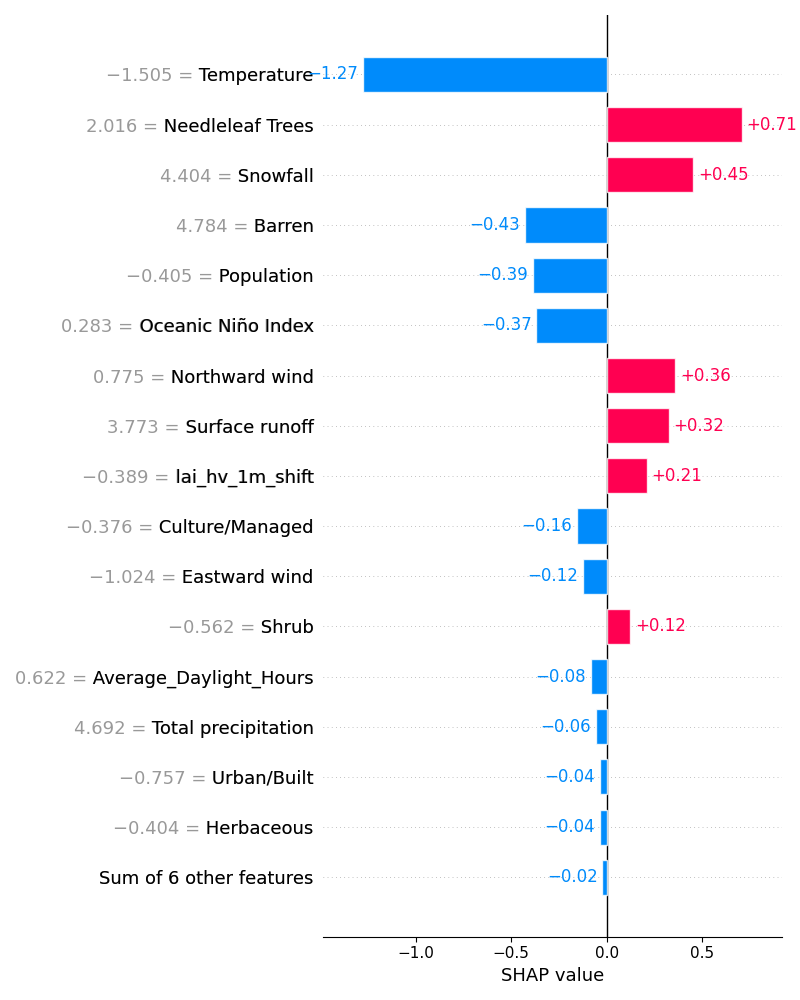 −1.505 = Temperature −1.27
2.016 = Needleleaf Trees +0.71
4.404 = Snowfall +0.45
4.784 = Barren −0.43
−0.405 = Population −0.39
0.283 = Oceanic Niño Index −0.37
0.775 = Northward wind +0.36
3.773 = Surface runoff +0.32
−0.389 = lai_hv_1m_shift +0.21
−0.376 = Culture/Managed −0.16
−1.024 = Eastward wind −0.12
−0.562 = Shrub +0.12
0.622 = Average_Daylight_Hours −0.08
4.692 = Total precipitation −0.06
−0.757 = Urban/Built −0.04
−0.404 = Herbaceous −0.04
Sum of 6 other features −0.02
−1.0 −0.5 0.0 0.5
SHAP value